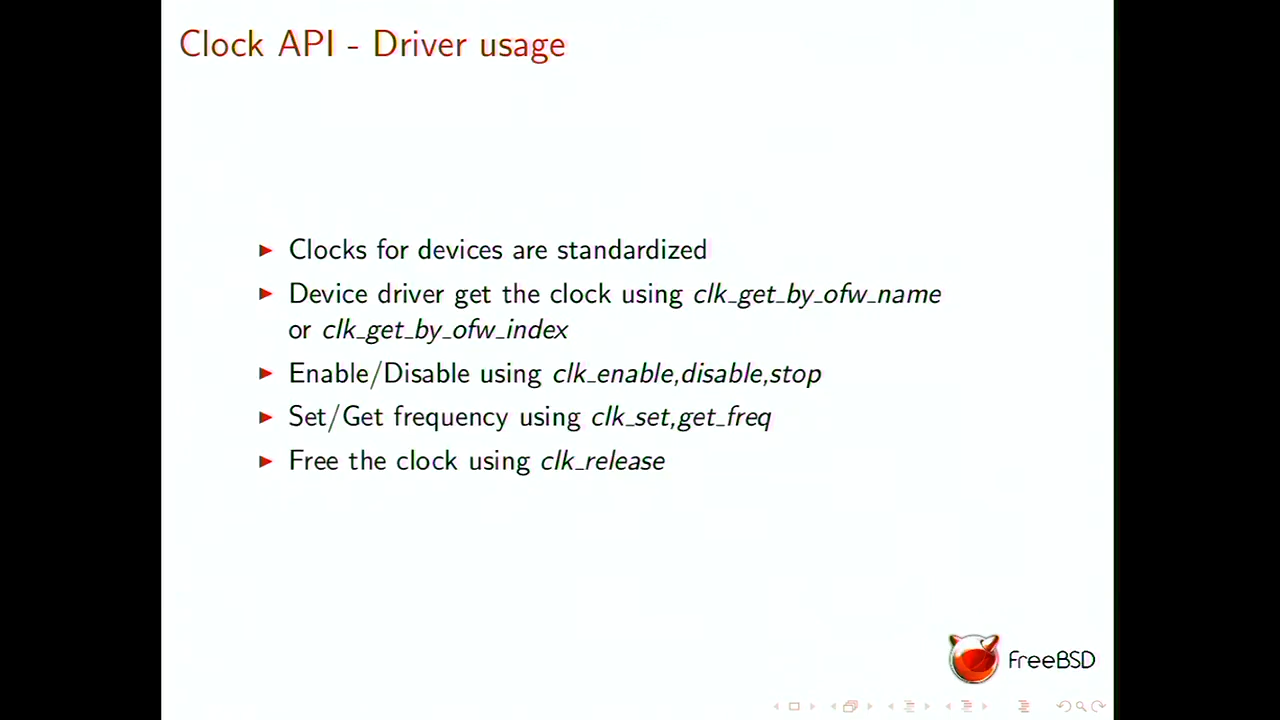 Clock API - Driver usage
Clocks for devices are standardized
Device driver get the clock using clk_get_by_ofw_name
or clk_get_by_ofw_index
Enable/Disable using clk_enable,disable,stop
Set/Get frequency using clk_set,get_freq
Free the clock using clk_release
FreeBSD